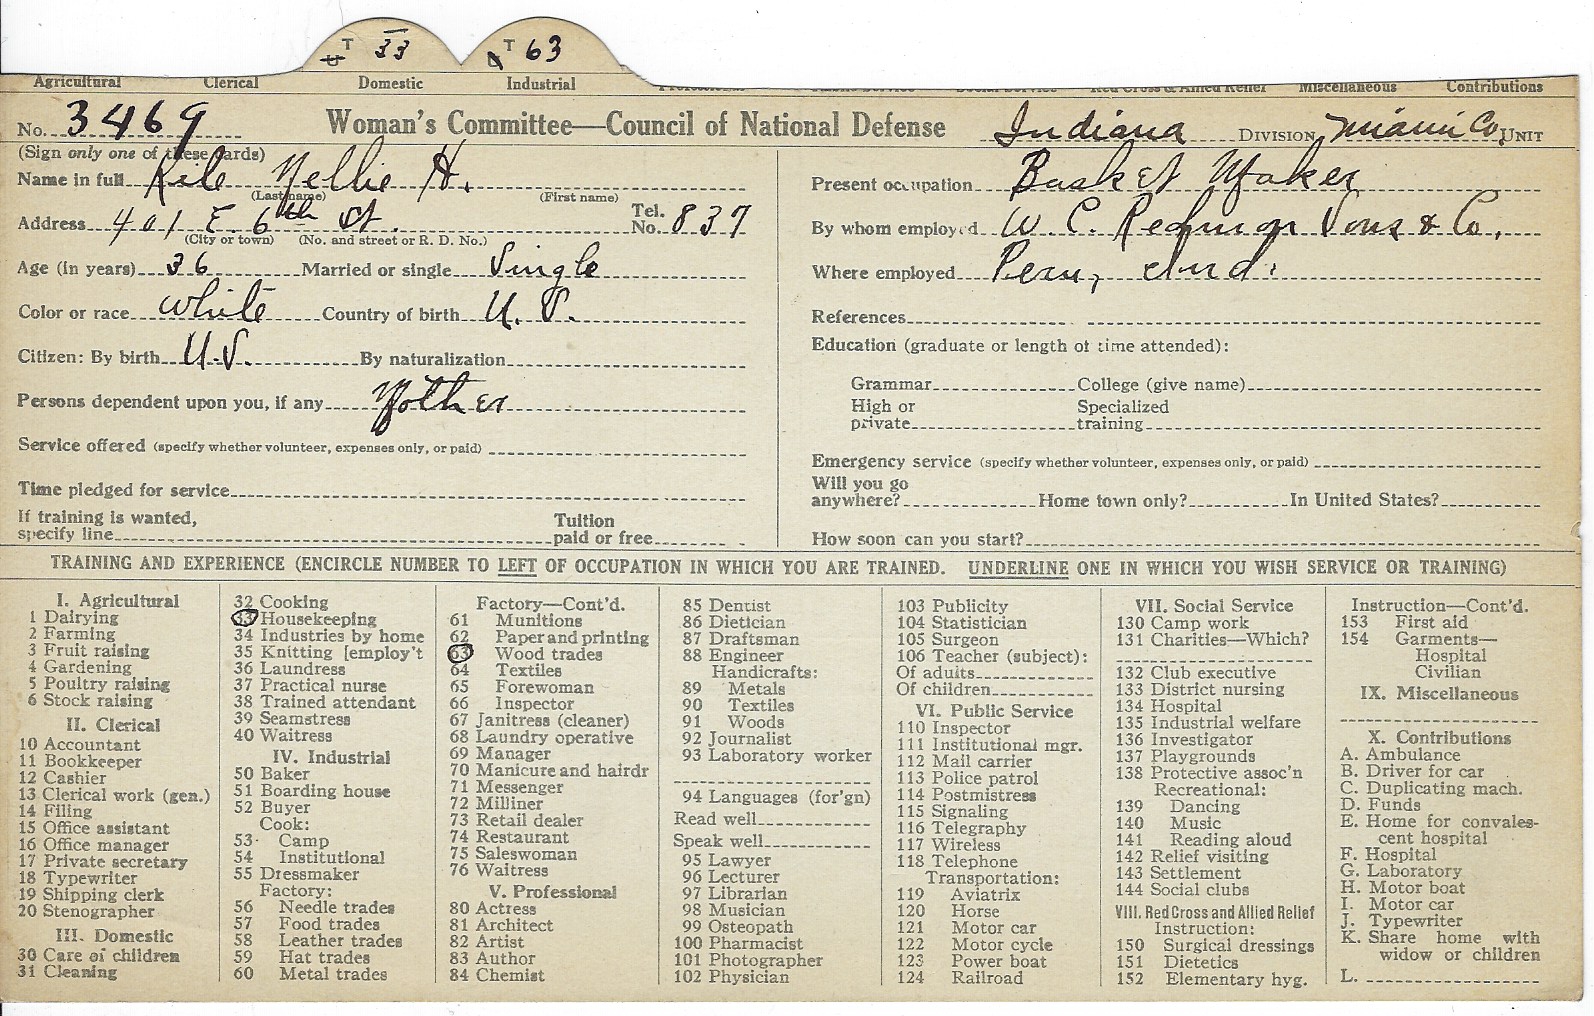 T 33 T 63
Agricultural Clerical Domestic Industrial Professional Public Service Social Service Red Cross & Allied Relief Miscellaneous Contributions
No. 3469 Woman's Committee—Council of National Defense Indiana DIVISION, Miami Co. UNIT
(Sign only one of these cards)
Name in full Kile Nellie H.
(Last name) (First name)
Address 401 E. 6th St. Tel. No. 837
(City or town) (No. and street or R. D. No.)
Age (in years) 36 Married or single Single
Color or race White Country of birth U. S.
Citizen: By birth U.S. By naturalization
Persons dependent upon you, if any Mother
Service offered (specify whether volunteer, expenses only, or paid)
Time pledged for service
If training is wanted, Tuition
specify line paid or free
Present occupation Basket Maker
By whom employed W. C. Redmon Sons & Co.
Where employed Peru, Ind.
References
Education (graduate or length of time attended):
Grammar College (give name)
High or Specialized
private training
Emergency service (specify whether volunteer, expenses only, or paid)
Will you go
anywhere? Home town only? In United States?
How soon can you start?
TRAINING AND EXPERIENCE (ENCIRCLE NUMBER TO LEFT OF OCCUPATION IN WHICH YOU ARE TRAINED. UNDERLINE ONE IN WHICH YOU WISH SERVICE OR TRAINING)
I. Agricultural
1 Dairying
2 Farming
3 Fruit raising
4 Gardening
5 Poultry raising
6 Stock raising
II. Clerical
10 Accountant
11 Bookkeeper
12 Cashier
13 Clerical work (gen.)
14 Filing
15 Office assistant
16 Office manager
17 Private secretary
18 Typewriter
19 Shipping clerk
20 Stenographer
III. Domestic
30 Care of children
31 Cleaning
32 Cooking
33 Housekeeping
34 Industries by home
35 Knitting [employ't
36 Laundress
37 Practical nurse
38 Trained attendant
39 Seamstress
40 Waitress
IV. Industrial
50 Baker
51 Boarding house
52 Buyer
Cook:
53 Camp
54 Institutional
55 Dressmaker
Factory:
56 Needle trades
57 Food trades
58 Leather trades
59 Hat trades
60 Metal trades
Factory—Cont'd.
61 Munitions
62 Paper and printing
63 Wood trades
64 Textiles
65 Forewoman
66 Inspector
67 Janitress (cleaner)
68 Laundry operative
69 Manager
70 Manicure and hairdr
71 Messenger
72 Milliner
73 Retail dealer
74 Restaurant
75 Saleswoman
76 Waitress
V. Professional
80 Actress
81 Architect
82 Artist
83 Author
84 Chemist
85 Dentist
86 Dietician
87 Draftsman
88 Engineer
Handicrafts:
89 Metals
90 Textiles
91 Woods
92 Journalist
93 Laboratory worker
94 Languages (for'gn)
Read well
Speak well
95 Lawyer
96 Lecturer
97 Librarian
98 Musician
99 Osteopath
100 Pharmacist
101 Photographer
102 Physician
103 Publicity
104 Statistician
105 Surgeon
106 Teacher (subject):
Of adults
Of children
VI. Public Service
110 Inspector
111 Institutional mgr.
112 Mail carrier
113 Police patrol
114 Postmistress
115 Signaling
116 Telegraphy
117 Wireless
118 Telephone
Transportation:
119 Aviatrix
120 Horse
121 Motor car
122 Motor cycle
123 Power boat
124 Railroad
VII. Social Service
130 Camp work
131 Charities—Which?
132 Club executive
133 District nursing
134 Hospital
135 Industrial welfare
136 Investigator
137 Playgrounds
138 Protective assoc'n
Recreational:
139 Dancing
140 Music
141 Reading aloud
142 Relief visiting
143 Settlement
144 Social clubs
VIII. Red Cross and Allied Relief
Instruction:
150 Surgical dressings
151 Dietetics
152 Elementary hyg.
Instruction—Cont'd.
153 First aid
154 Garments—
Hospital
Civilian
IX. Miscellaneous
X. Contributions
A. Ambulance
B. Driver for car
C. Duplicating mach.
D. Funds
E. Home for convales-
cent hospital
F. Hospital
G. Laboratory
H. Motor boat
I. Motor car
J. Typewriter
K. Share home with
widow or children
L.